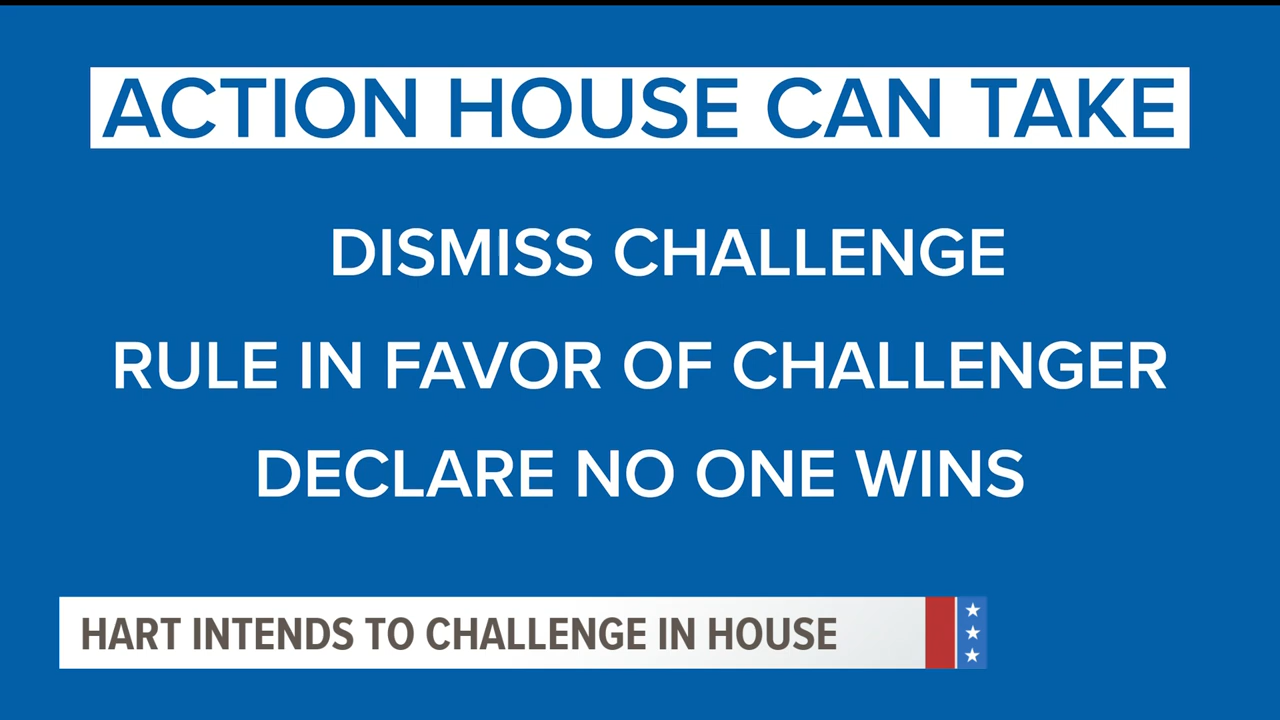 ACTION HOUSE CAN TAKE
DISMISS CHALLENGE
RULE IN FAVOR OF CHALLENGER
DECLARE NO ONE WINS
HART INTENDS TO CHALLENGE IN HOUSE